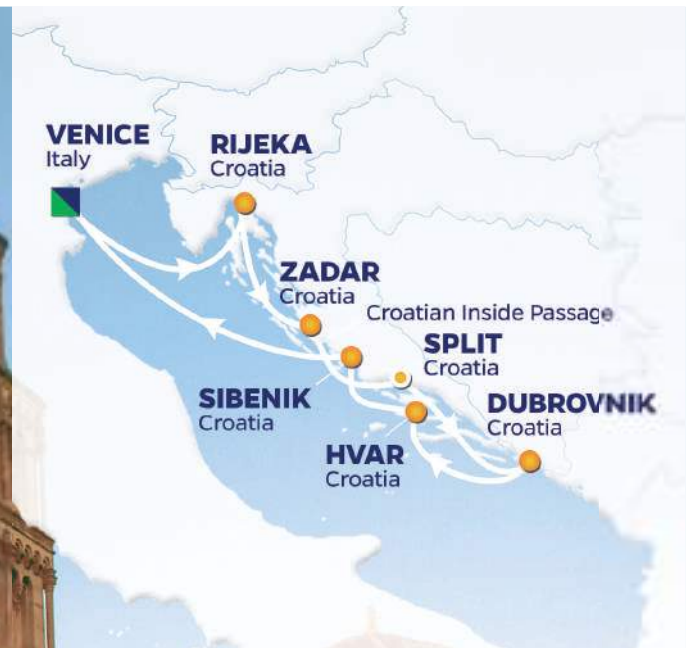 VENICE
Italy
RIJEKA
Croatia
ZADAR
Croatia
Croatian Inside Passage
SPLIT
Croatia
SIBENIK
Croatia
DUBROVNIK
Croatia
HVAR
Croatia